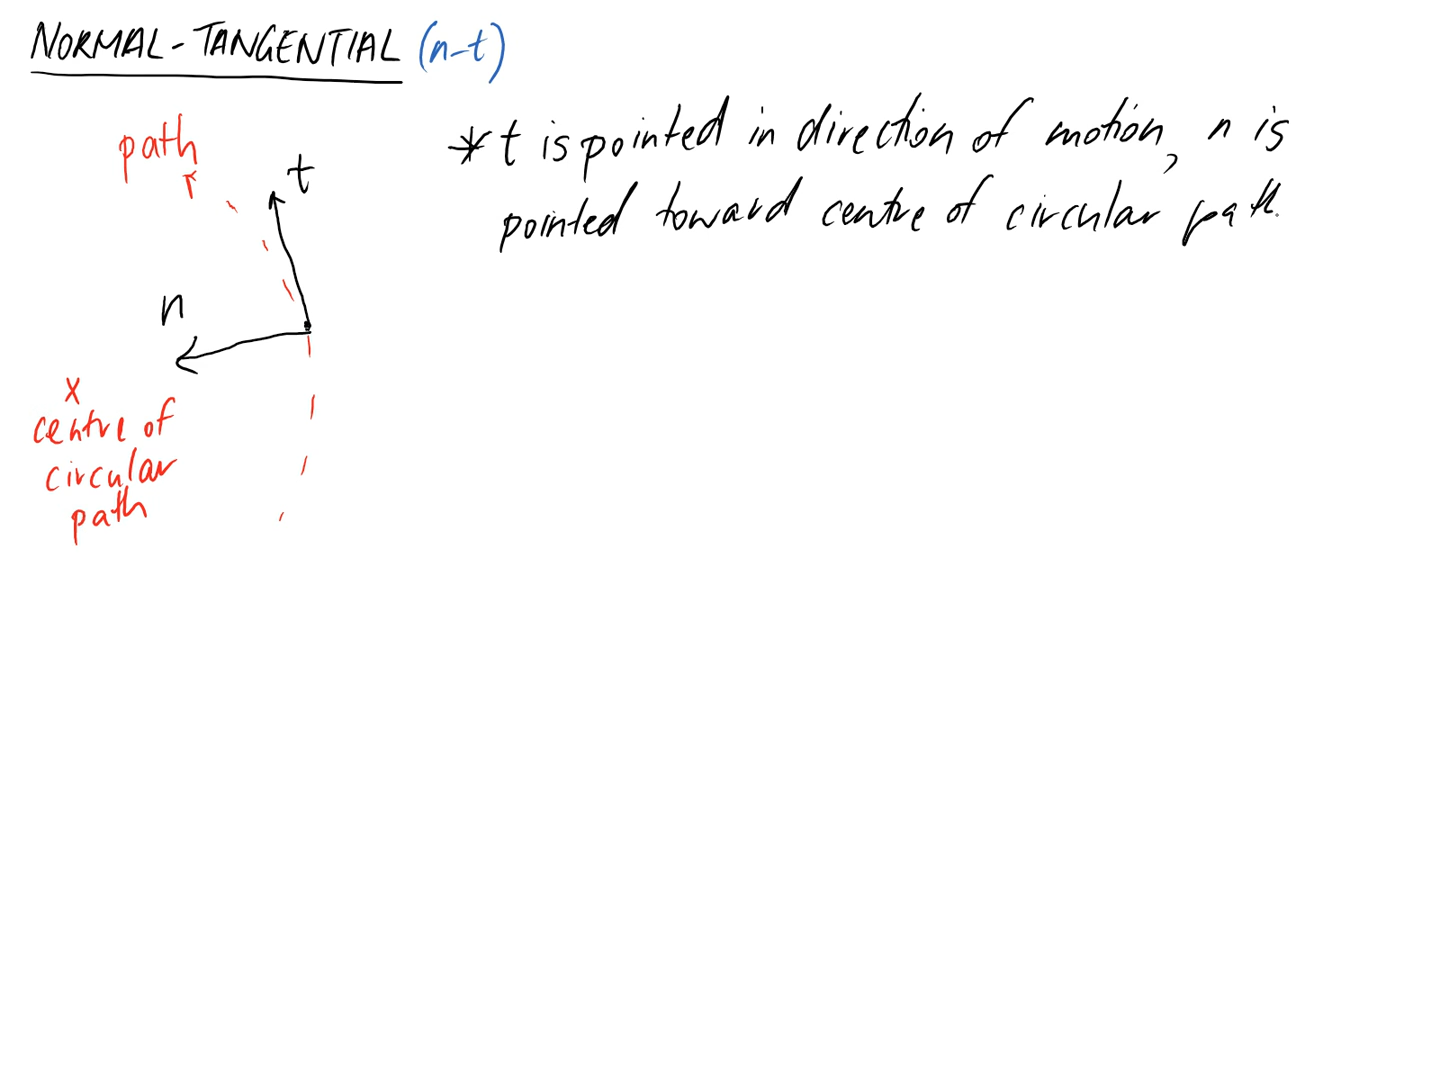 NORMAL-TANGENTIAL (n-t)
path
t
n
x
centre of
circular
path
* t is pointed in direction of motion, n is
pointed toward centre of circular path.